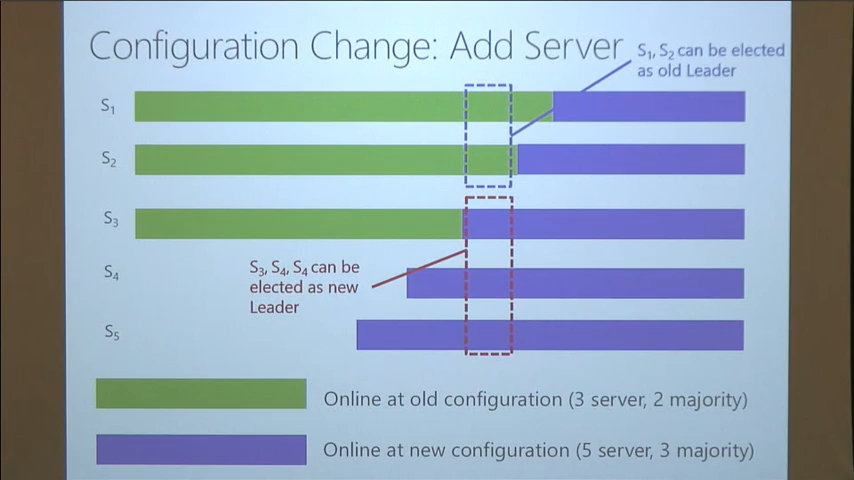 Configuration Change: Add Server
S1, S2 can be elected
as old Leader
S1
S2
S3
S3, S4, S4 can be
elected as new
Leader
S4
S5
Online at old configuration (3 server, 2 majority)
Online at new configuration (5 server, 3 majority)